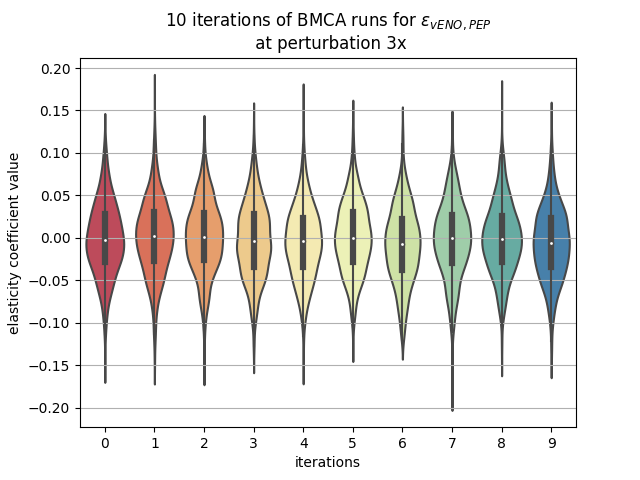 10 iterations of BMCA runs for ε_{vENO,PEP}
at perturbation 3x
elasticity coefficient value
0.20
0.15
0.10
0.05
0.00
−0.05
−0.10
−0.15
−0.20
0 1 2 3 4 5 6 7 8 9
iterations